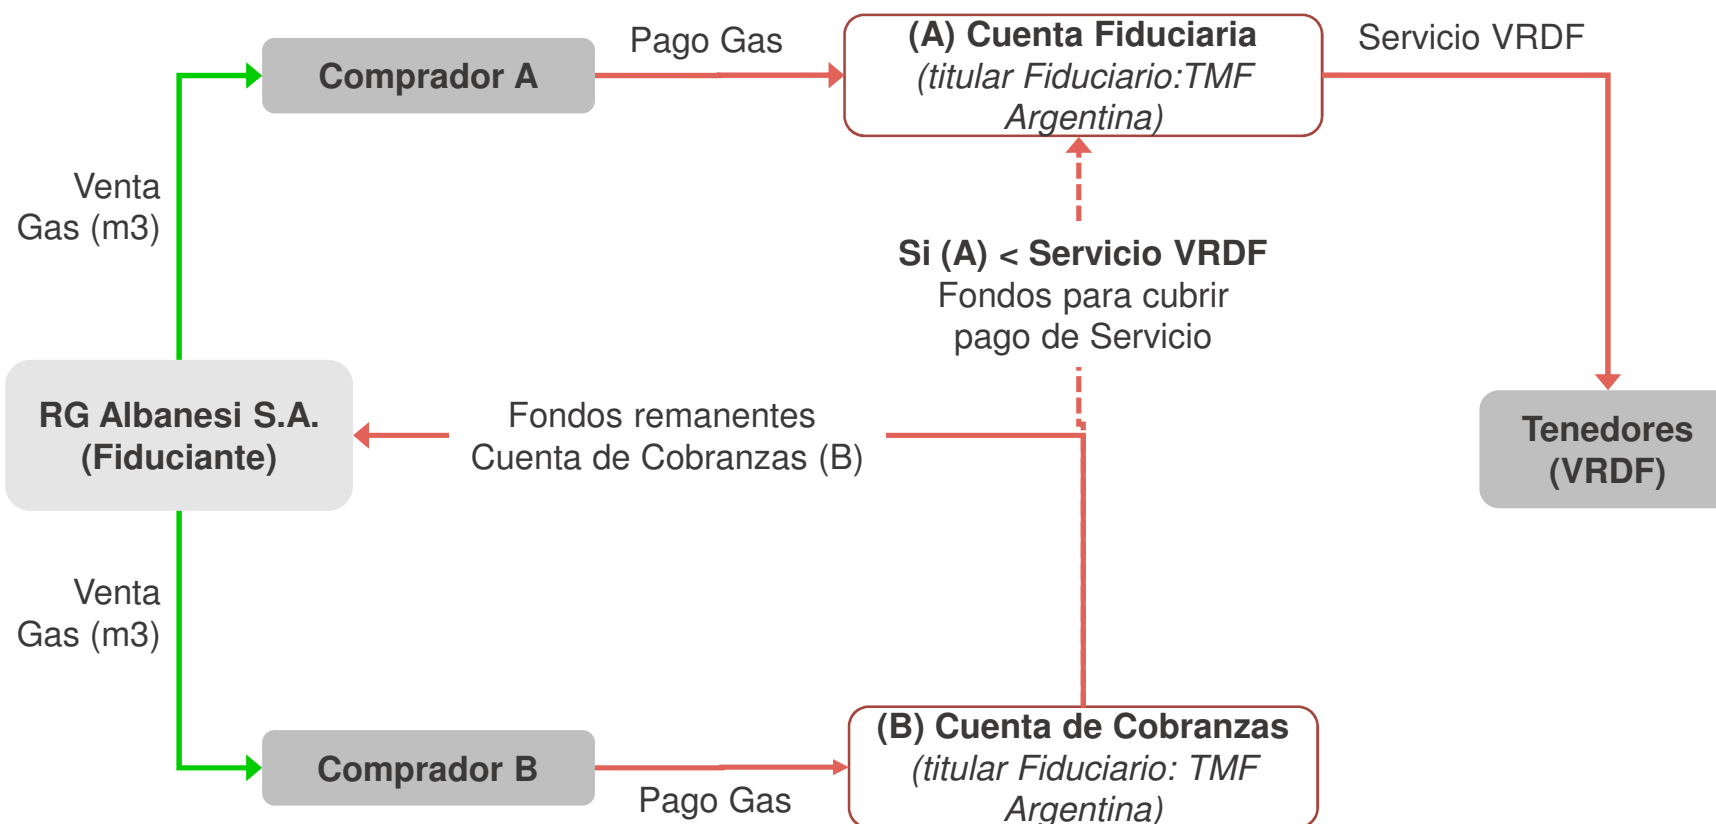 Pago Gas
(A) Cuenta Fiduciaria
(titular Fiduciario:TMF
Argentina)
Servicio VRDF
Comprador A
Venta
Gas (m3)
Si (A) < Servicio VRDF
Fondos para cubrir
pago de Servicio
RG Albanesi S.A.
(Fiduciante)
Fondos remanentes
Cuenta de Cobranzas (B)
Tenedores
(VRDF)
Venta
Gas (m3)
Comprador B
Pago Gas
(B) Cuenta de Cobranzas
(titular Fiduciario: TMF
Argentina)